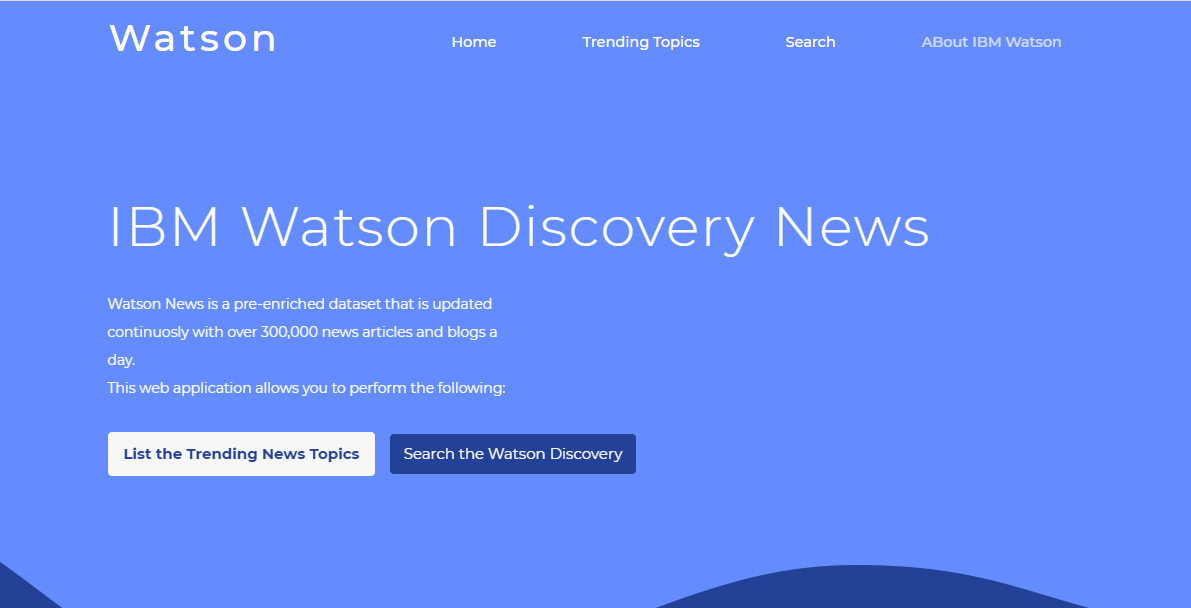 Watson
Home
Trending Topics
Search
ABout IBM Watson
IBM Watson Discovery News
Watson News is a pre-enriched dataset that is updated
continuosly with over 300,000 news articles and blogs a
day.
This web application allows you to perform the following:
List the Trending News Topics
Search the Watson Discovery